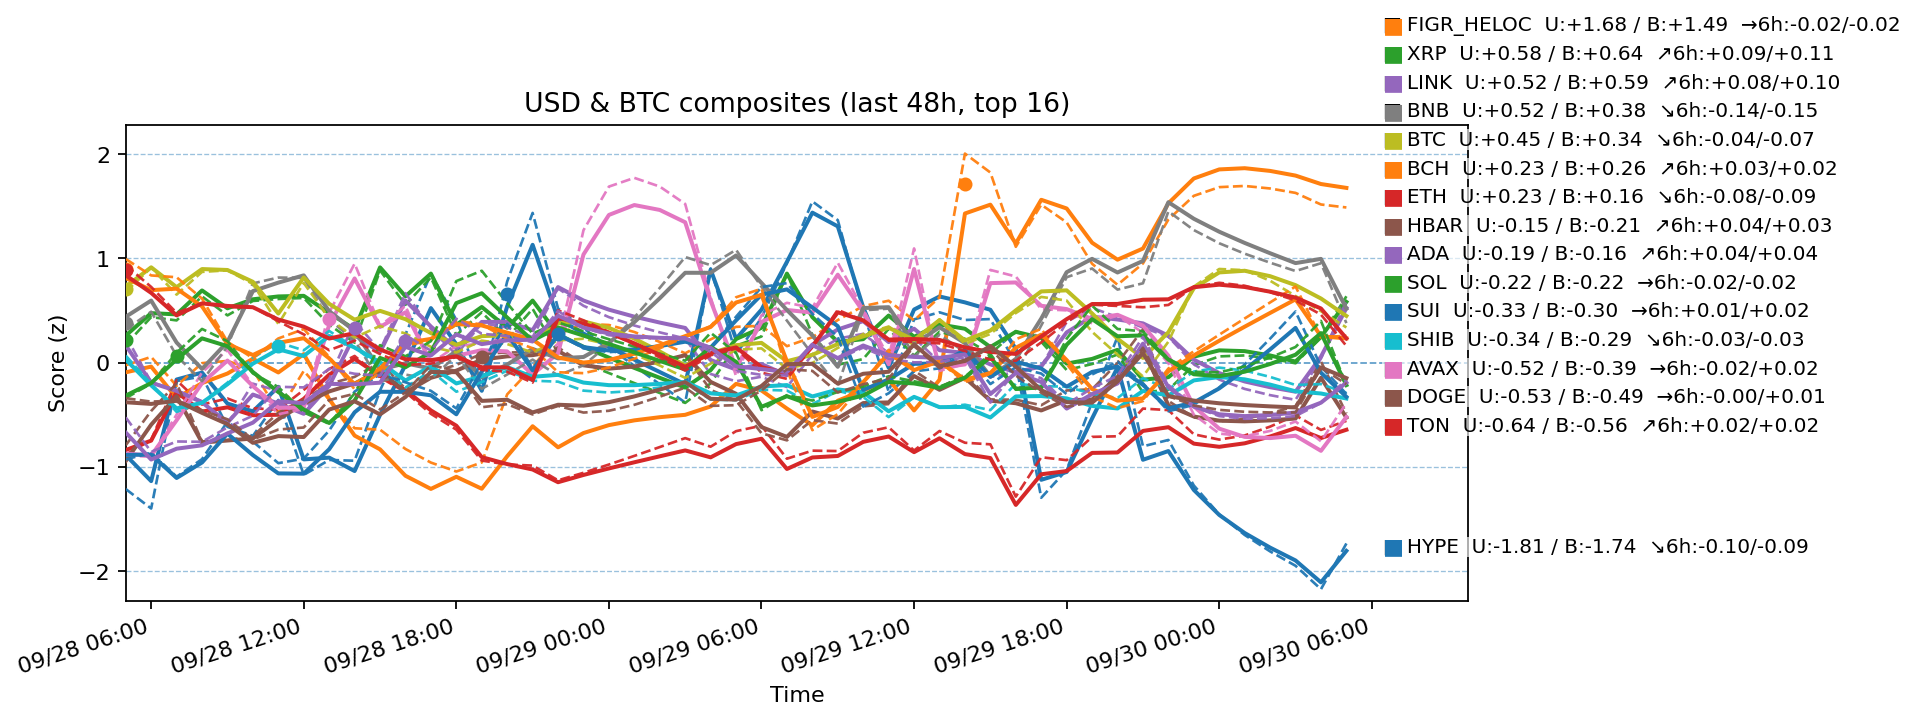 FIGR_HELOC U:+1.68 / B:+1.49 →6h:-0.02/-0.02
XRP U:+0.58 / B:+0.64 ↗6h:+0.09/+0.11
LINK U:+0.52 / B:+0.59 ↗6h:+0.08/+0.10
USD & BTC composites (last 48h, top 16)
BNB U:+0.52 / B:+0.38 ↘6h:-0.14/-0.15
BTC U:+0.45 / B:+0.34 ↘6h:-0.04/-0.07
BCH U:+0.23 / B:+0.26 ↗6h:+0.03/+0.02
ETH U:+0.23 / B:+0.16 ↘6h:-0.08/-0.09
HBAR U:-0.15 / B:-0.21 ↗6h:+0.04/+0.03
ADA U:-0.19 / B:-0.16 ↗6h:+0.04/+0.04
SOL U:-0.22 / B:-0.22 →6h:-0.02/-0.02
SUI U:-0.33 / B:-0.30 →6h:+0.01/+0.02
SHIB U:-0.34 / B:-0.29 ↘6h:-0.03/-0.03
AVAX U:-0.52 / B:-0.39 →6h:-0.02/+0.02
DOGE U:-0.53 / B:-0.49 →6h:-0.00/+0.01
TON U:-0.64 / B:-0.56 ↗6h:+0.02/+0.02
HYPE U:-1.81 / B:-1.74 ↘6h:-0.10/-0.09
Score (z)
2
1
0
−1
−2
09/28 06:00
09/28 12:00
09/28 18:00
09/29 00:00
09/29 06:00
09/29 12:00
09/29 18:00
09/30 00:00
09/30 06:00
Time